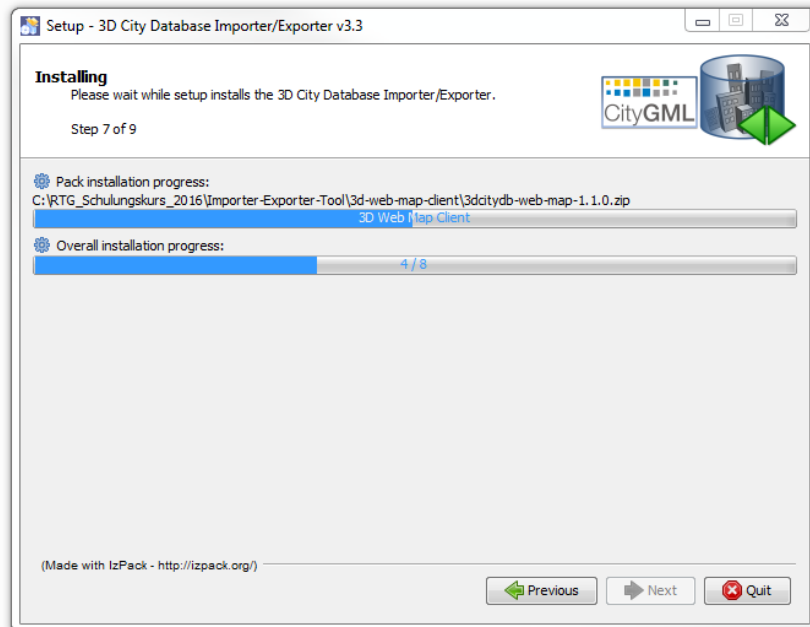 Setup - 3D City Database Importer/Exporter v3.3
Installing
Please wait while setup installs the 3D City Database Importer/Exporter.
Step 7 of 9
CityGML
Pack installation progress:
C:\RTG_Schulungskurs_2016\Importer-Exporter-Tool\3d-web-map-client\3dcitydb-web-map-1.1.0.zip
3D Web Map Client
Overall installation progress:
4 / 8
(Made with IzPack - http://izpack.org/)
Previous Next Quit